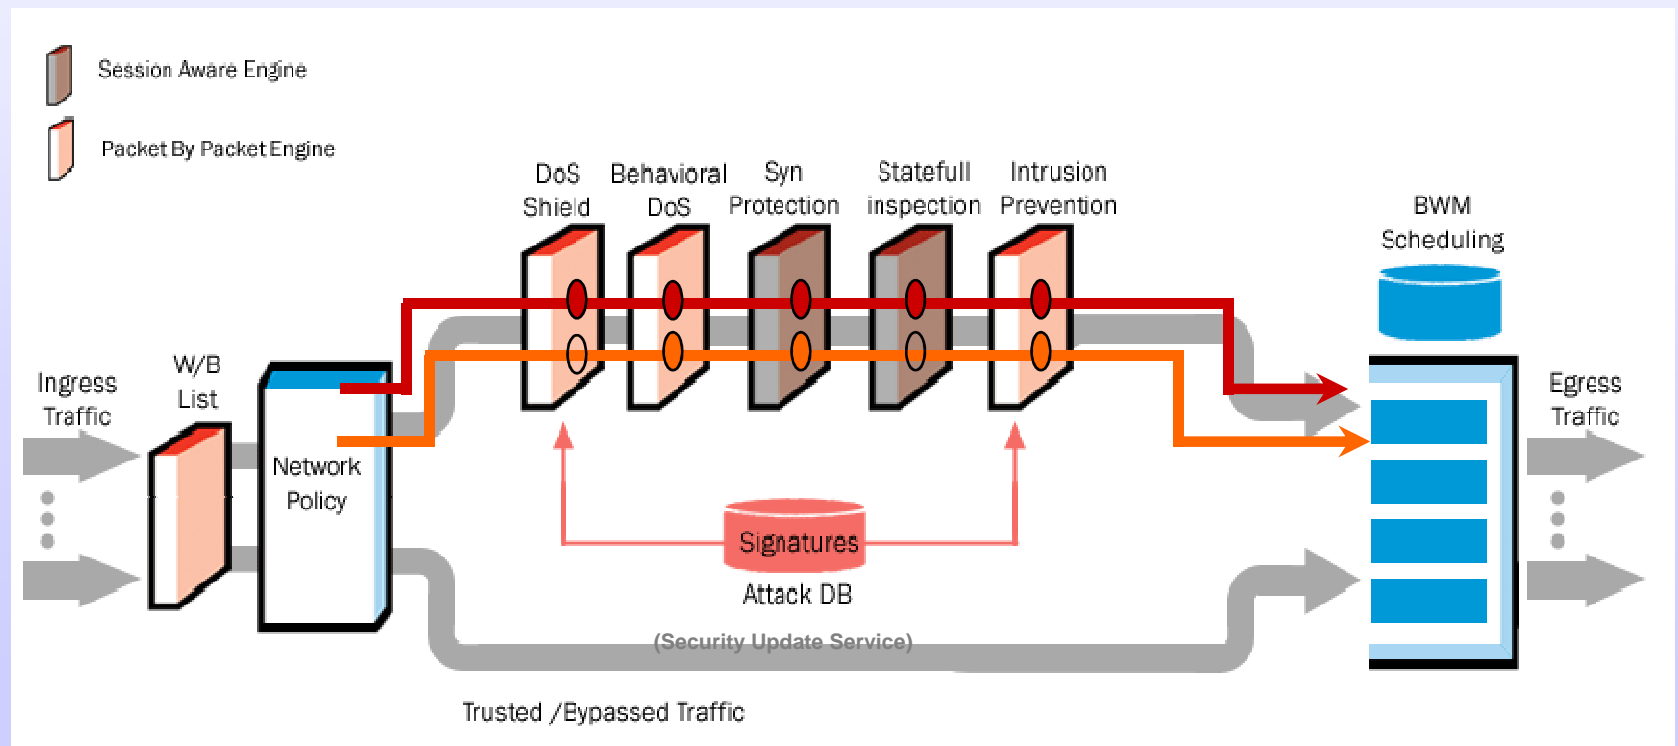 Session Aware Engine
Packet By Packet Engine
DoS
Shield
Behavioral
DoS
Syn
Protection
Statefull
inspection
Intrusion
Prevention
BWM
Scheduling
W/B
List
Ingress
Traffic
Network
Policy
Egress
Traffic
Signatures
Attack DB
(Security Update Service)
Trusted /Bypassed Traffic